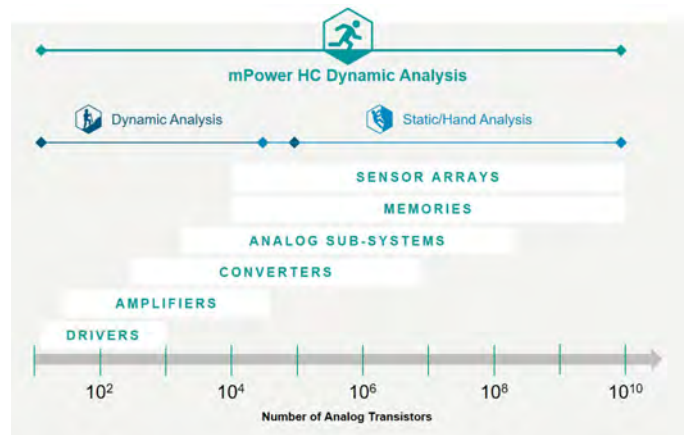 mPower HC Dynamic Analysis
Dynamic Analysis
Static/Hand Analysis
SENSOR ARRAYS
MEMORIES
ANALOG SUB-SYSTEMS
CONVERTERS
AMPLIFIERS
DRIVERS
10² 10⁴ 10⁶ 10⁸ 10¹⁰
Number of Analog Transistors